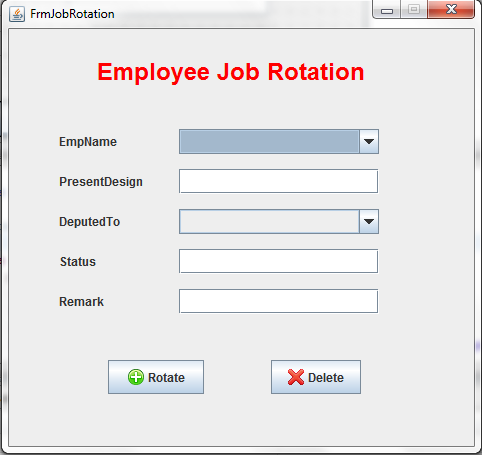 FrmJobRotation
Employee Job Rotation
EmpName
PresentDesign
DeputedTo
Status
Remark
Rotate Delete